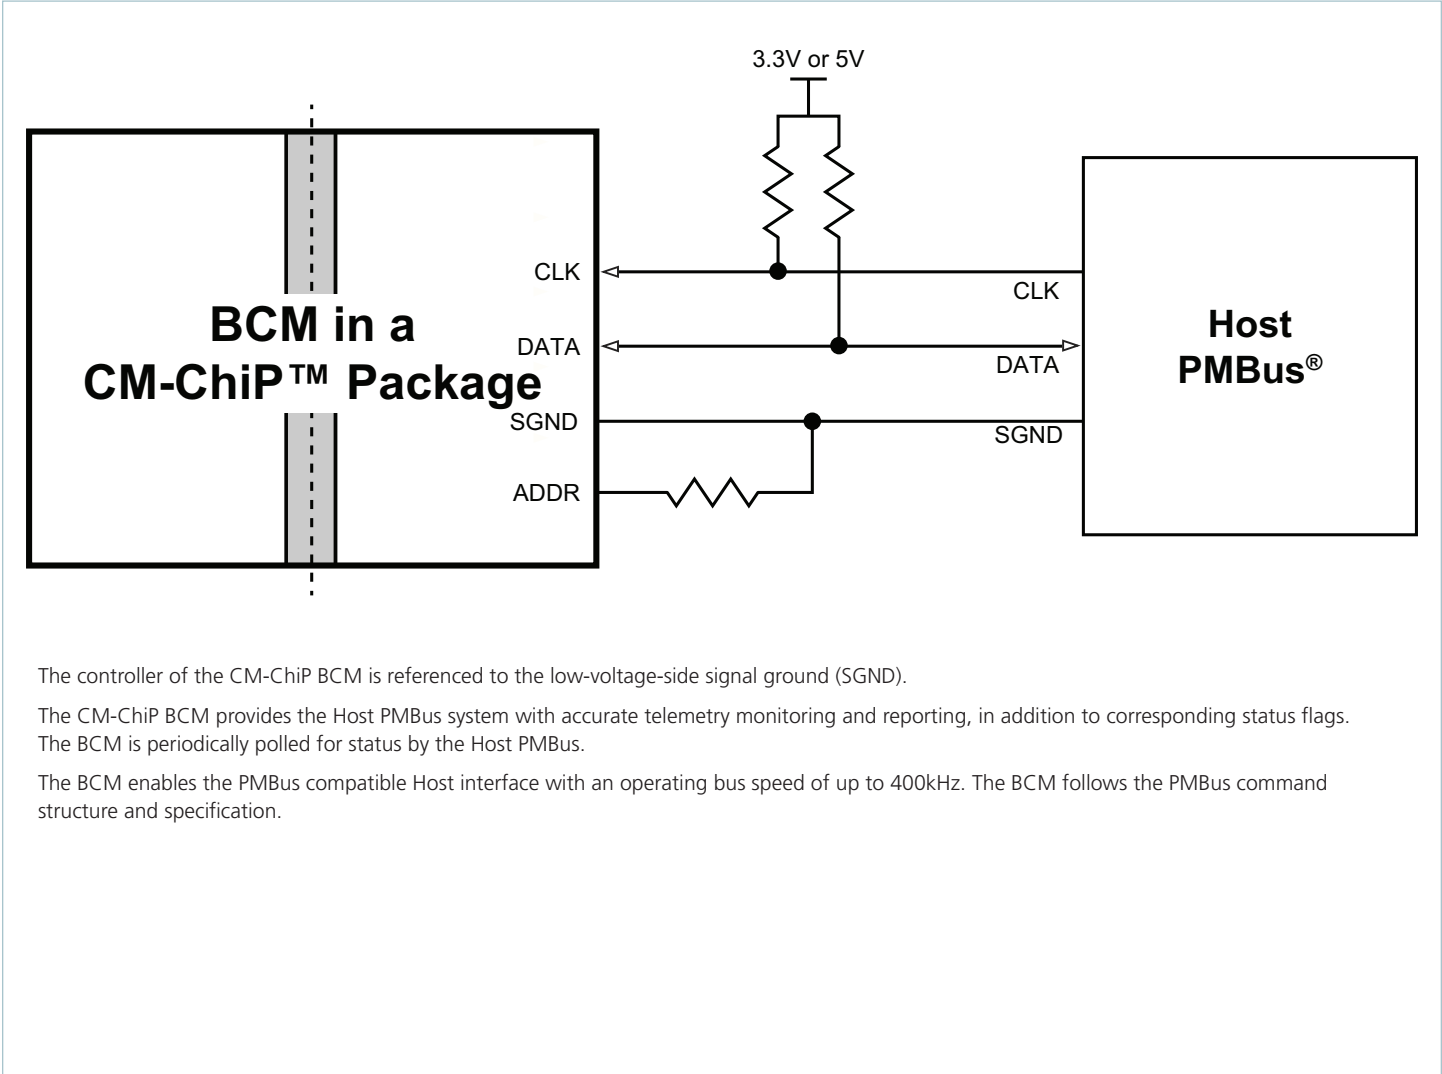 3.3V or 5V
CLK
CLK
BCM in a
CM-ChiP™ Package
Host
PMBus®
DATA
DATA
SGND
SGND
ADDR
The controller of the CM-ChiP BCM is referenced to the low-voltage-side signal ground (SGND).
The CM-ChiP BCM provides the Host PMBus system with accurate telemetry monitoring and reporting, in addition to corresponding status flags.
The BCM is periodically polled for status by the Host PMBus.
The BCM enables the PMBus compatible Host interface with an operating bus speed of up to 400kHz. The BCM follows the PMBus command
structure and specification.